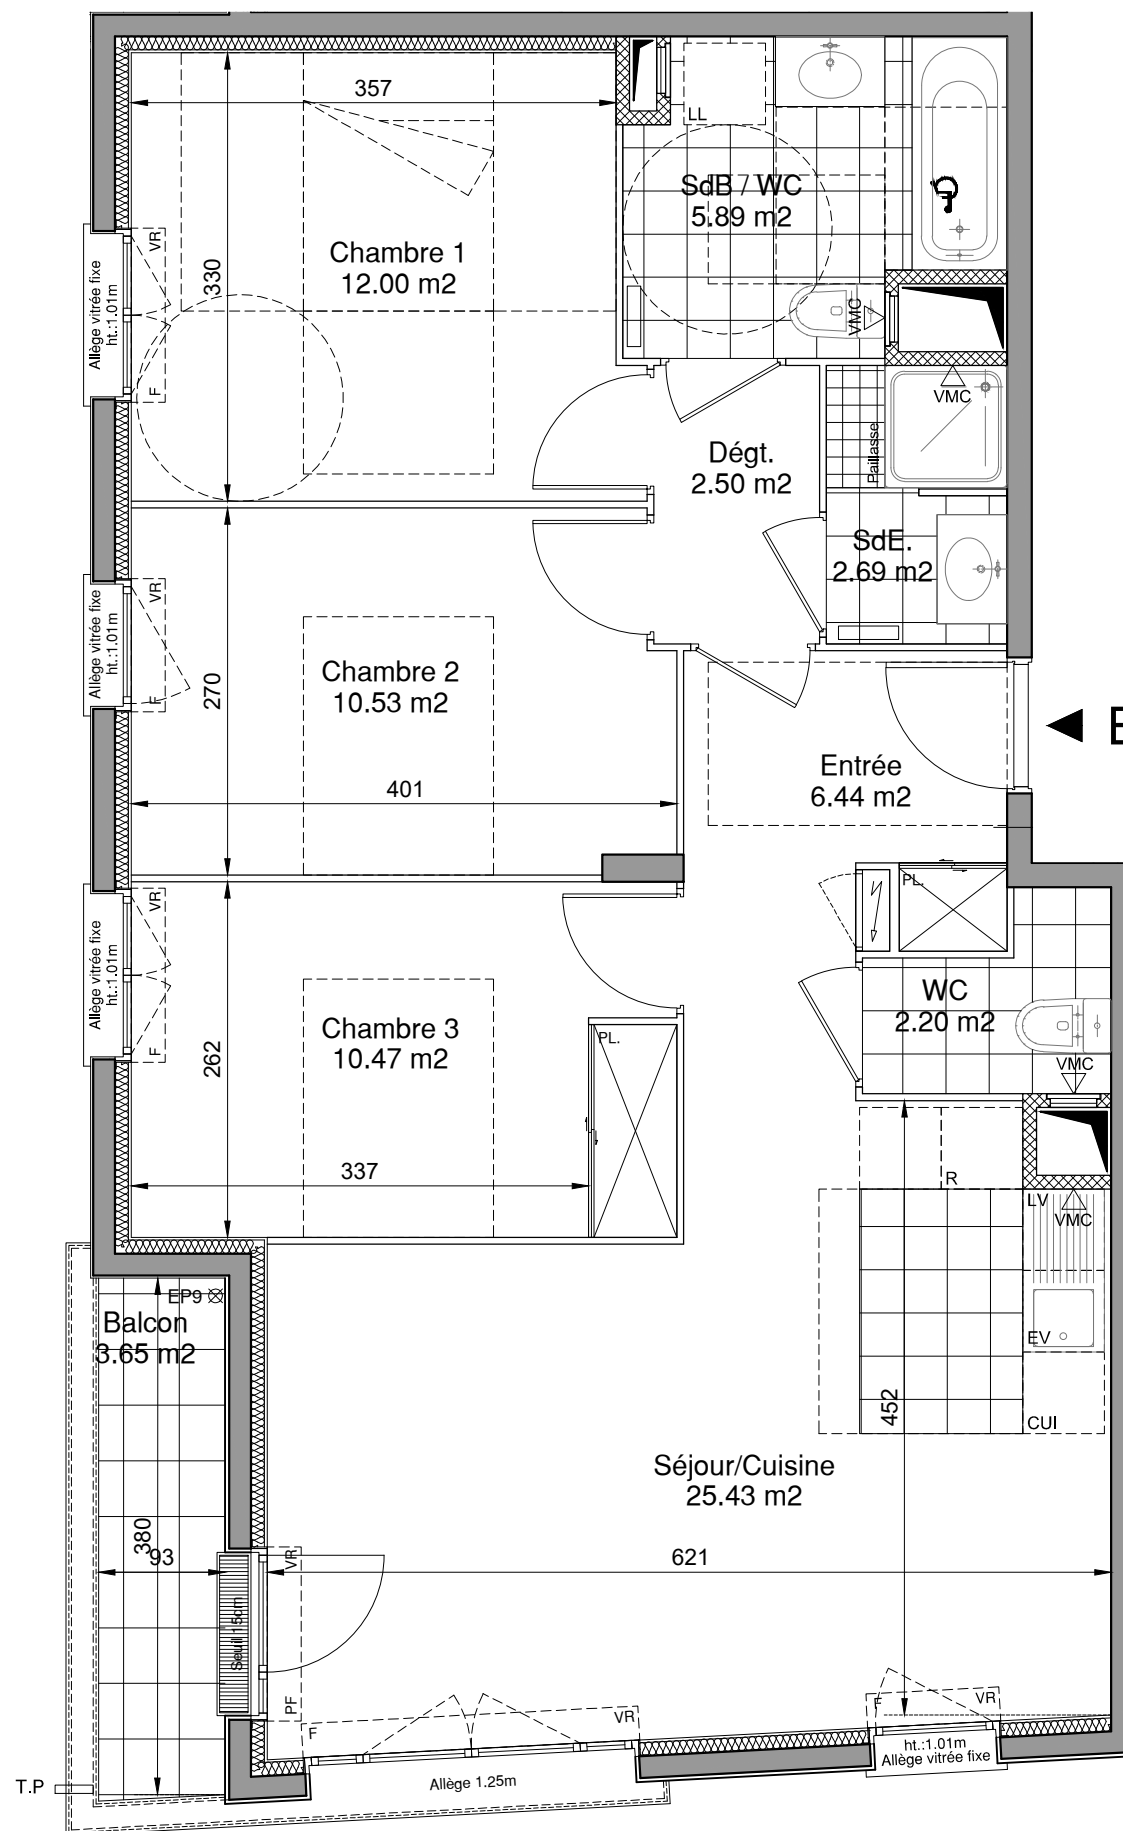 357
LL
SdB / WC
5.89 m2
VR
Chambre 1
12.00 m2
330
Allège vitrée fixe
ht.:1.01m
F
VMC
VMC
Paillasse
Dégt.
2.50 m2
SdE.
2.69 m2
VR
Allège vitrée fixe
ht.:1.01m
F
Chambre 2
10.53 m2
270
401
E
Entrée
6.44 m2
PL.
VR
Allège vitrée fixe
ht.:1.01m
F
WC
2.20 m2
Chambre 3
10.47 m2
PL.
262
VMC
337
R
LV
VMC
EP9
Balcon
3.65 m2
EV
452
CUI
Séjour/Cuisine
25.43 m2
380
93
VR
621
Seuil 15cm
PF
F
VR
F
VR
ht.:1.01m
Allège vitrée fixe
T.P
Allège 1.25m